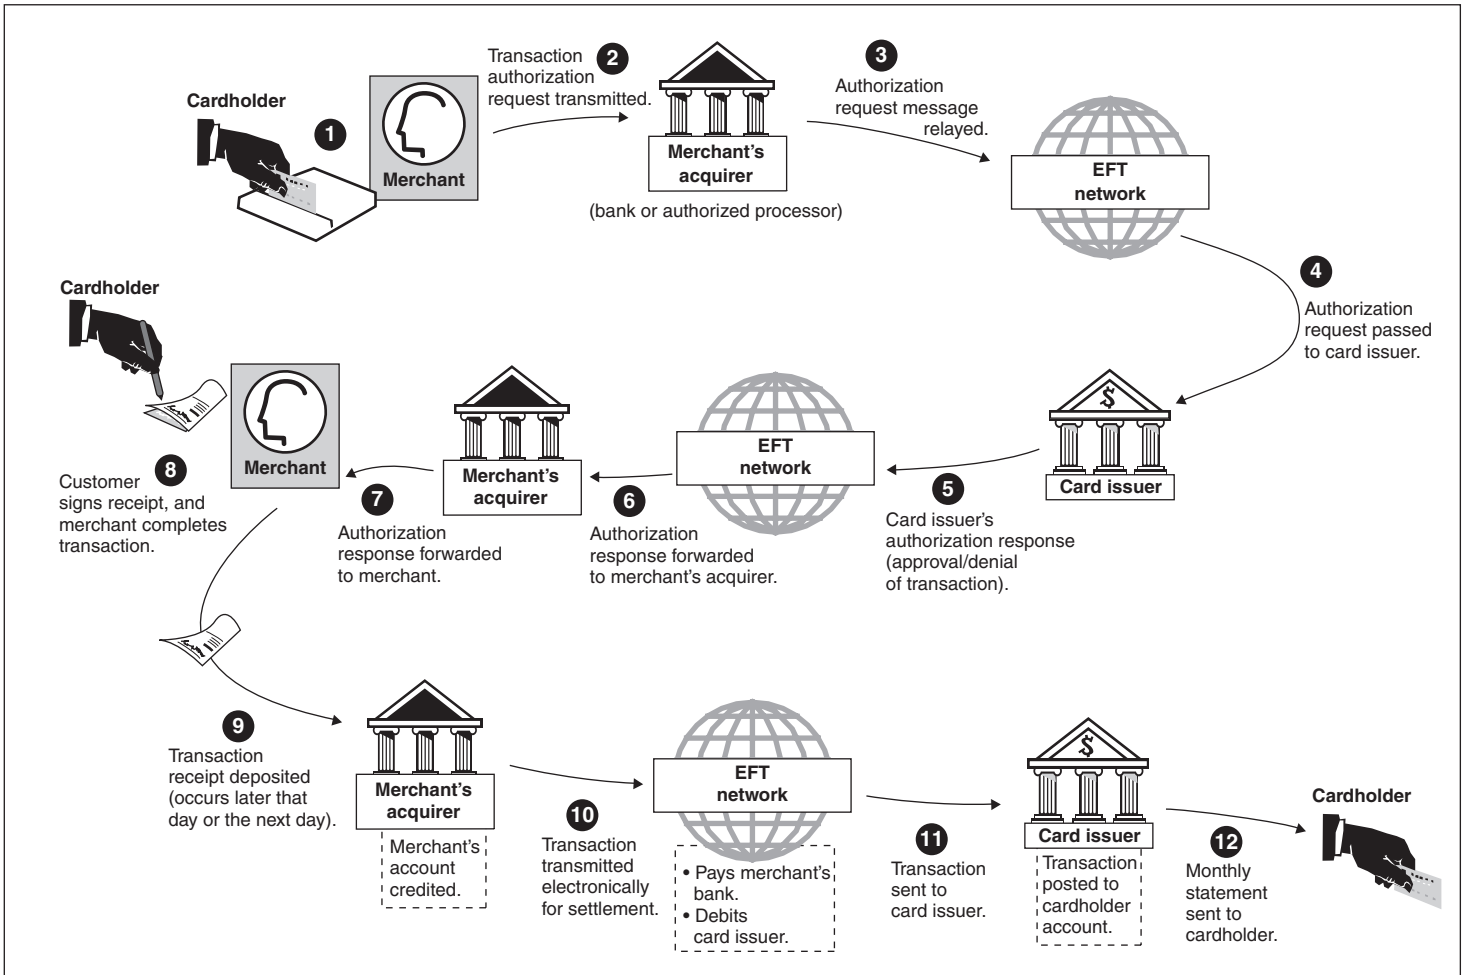 Cardholder
1
Merchant
2
Transaction
authorization
request transmitted.
Merchant's
acquirer
(bank or authorized processor)
3
Authorization
request message
relayed.
EFT
network
4
Authorization
request passed
to card issuer.
$
Card issuer
5
Card issuer's
authorization response
(approval/denial
of transaction).
EFT
network
6
Authorization
response forwarded
to merchant's acquirer.
Merchant's
acquirer
7
Authorization
response forwarded
to merchant.
Merchant
Cardholder
8
Customer
signs receipt, and
merchant completes
transaction.
9
Transaction
receipt deposited
(occurs later that
day or the next day).
Merchant's
acquirer
Merchant's
account
credited.
10
Transaction
transmitted
electronically
for settlement.
EFT
network
• Pays merchant's
bank.
• Debits
card issuer.
11
Transaction
sent to
card issuer.
$
Card issuer
Transaction
posted to
cardholder
account.
12
Monthly
statement
sent to
cardholder.
Cardholder